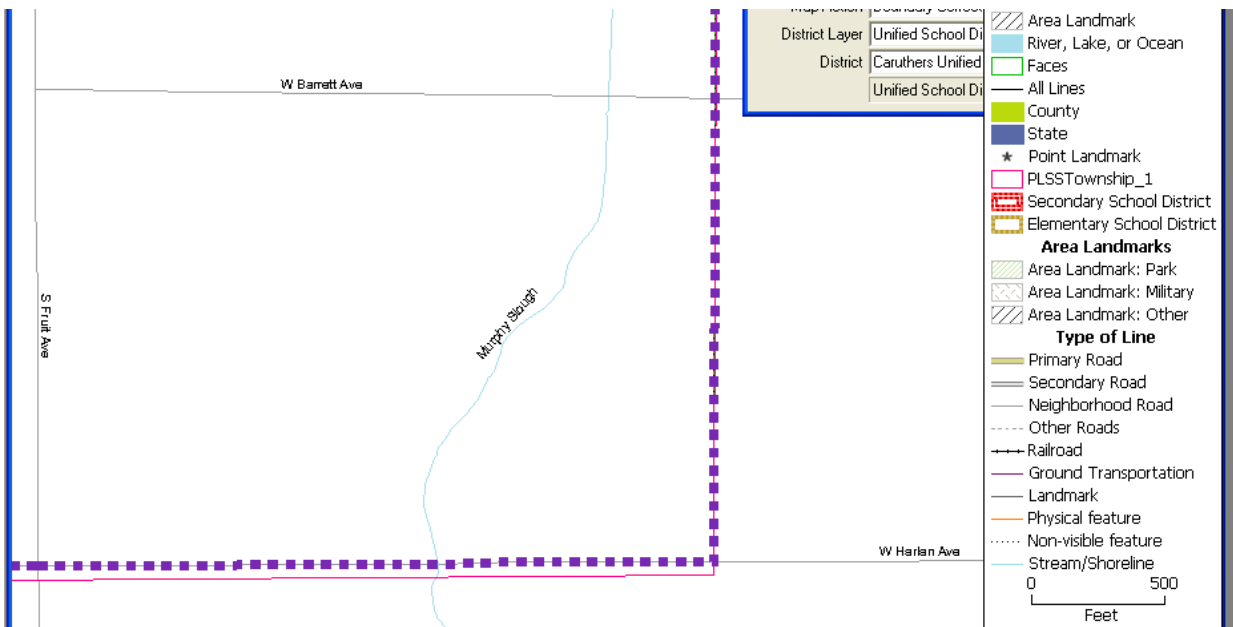 W Barrett Ave
S Fruit Ave
Murphy Slough
W Harlan Ave
District Layer Unified School Di
District Caruthers Unified
Unified School Di
Area Landmark
River, Lake, or Ocean
Faces
All Lines
County
State
Point Landmark
PLSSTownship_1
Secondary School District
Elementary School District
Area Landmarks
Area Landmark: Park
Area Landmark: Military
Area Landmark: Other
Type of Line
Primary Road
Secondary Road
Neighborhood Road
Other Roads
Railroad
Ground Transportation
Landmark
Physical feature
Non-visible feature
Stream/Shoreline
0 500
Feet